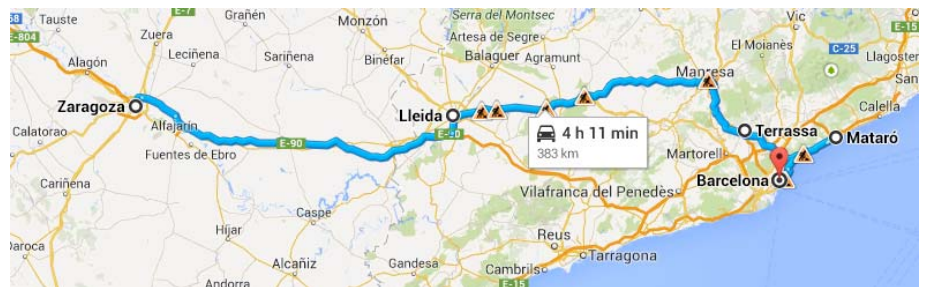 Tauste
E-7
Grañén
Monzón
Serra del Montsec
Vic
E-15
68
E-804
Zuera
Artesa de Segre
El Moianès
C-25
Leciñena
Sariñena
Binéfar
Balaguer
Agramunt
Llagoster
Alagón
Manresa
San
Zaragoza
Lleida
Calella
Calatorao
Alfajarín
E-90
E-90
4 h 11 min
383 km
Terrassa
Mataró
Fuentes de Ebro
Martorell
Cariñena
Vilafranca del Penedès
Barcelona
Caspe
Híjar
Reus
Daroca
Alcañiz
Gandesa
Cambrils
Tarragona
Andorra
E-15